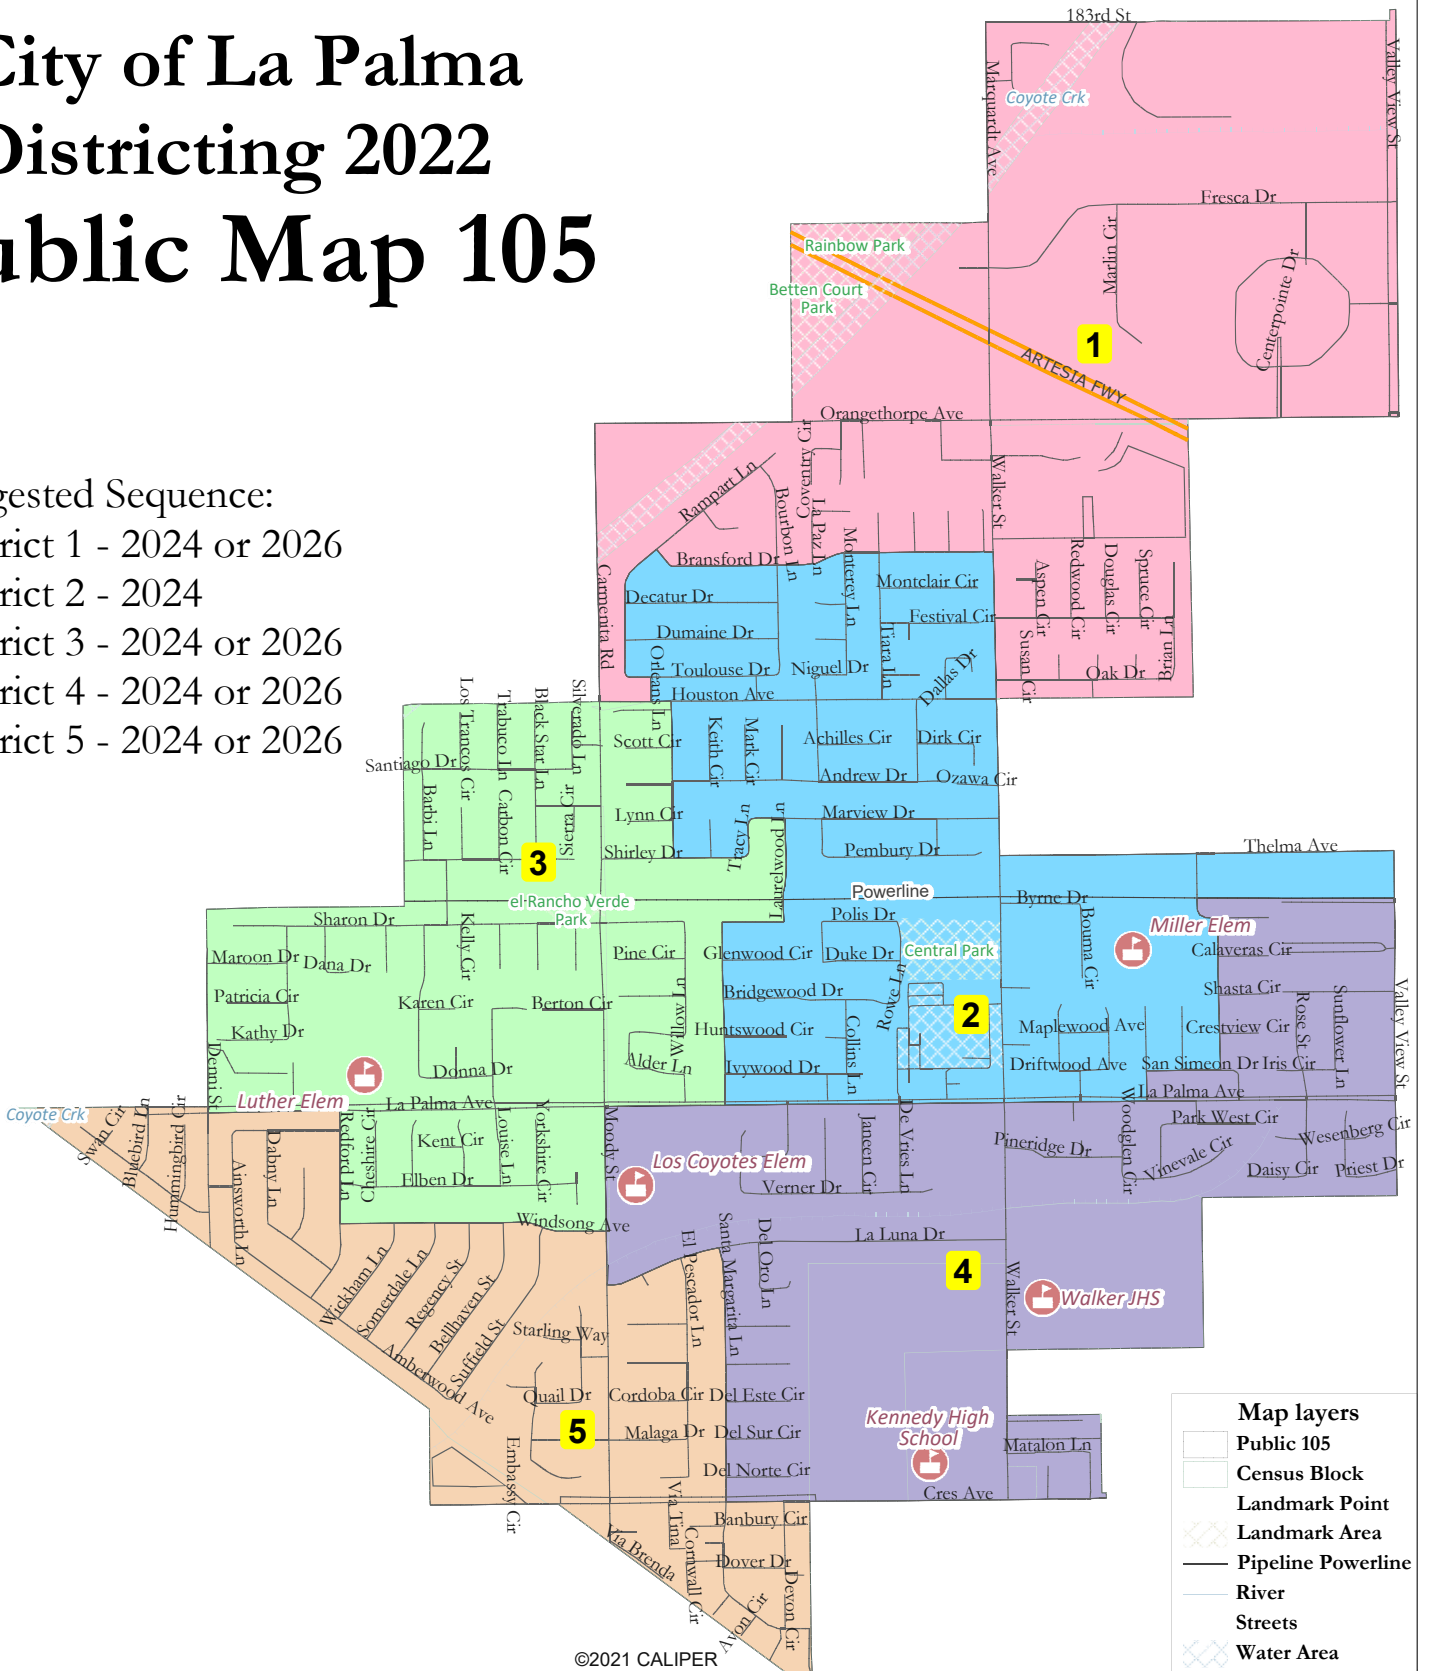 City of La Palma
Districting 2022
Public Map 105
gested Sequence:
rict 1 - 2024 or 2026
rict 2 - 2024
rict 3 - 2024 or 2026
rict 4 - 2024 or 2026
rict 5 - 2024 or 2026
183rd St
Marquardt Ave
Coyote Crk
Valley View St
Fresca Dr
Marlin Cir
Centerpointe Dr
Rainbow Park
Betten Court
Park
1
ARTESIA FWY
Orangethorpe Ave
Rampart Ln
Coventry Cir
Bourbon Ln
La Paz Ln
Walker St
Monterey Ln
Bransford Dr
Montclair Cir
Carmenita Rd
Decatur Dr
Festival Cir
Aspen Cir
Redwood Cir
Douglas Cir
Spruce Cir
Brian Ln
Dumaine Dr
Orleans Ln
Toulouse Dr
Niguel Dr
Tiara Ln
Dallas Dr
Susan Cir
Oak Dr
Houston Ave
Los Trancos Cir
Trabuco Ln
Black Star Ln
Silverado Ln
Scott Cir
Keith Cir
Mark Cir
Achilles Cir
Dirk Cir
Santiago Dr
Andrew Dr
Ozawa Cir
Barbi Ln
Carbon Cir
Sierra Cir
Lynn Cir
Tracy Ln
Laurelwood Ln
Marview Dr
Shirley Dr
Pembury Dr
3
Thelma Ave
Powerline
el Rancho Verde
Park
Byrne Dr
Sharon Dr
Kelly Cir
Polis Dr
Bouma Cir
Miller Elem
Maroon Dr
Dana Dr
Pine Cir
Glenwood Cir
Duke Dr
Central Park
Calaveras Cir
Patricia Cir
Karen Cir
Berton Cir
Willow Ln
Bridgewood Dr
Rowe Ln
2
Shasta Cir
Rose St
Sunflower Ln
Valley View St
Kathy Dr
Huntswood Cir
Collins Ln
Maplewood Ave
Crestview Cir
Denni St
Donna Dr
Alder Ln
Ivywood Dr
Driftwood Ave
San Simeon Dr
Iris Cir
Luther Elem
La Palma Ave
La Palma Ave
Coyote Crk
Swan Cir
Bluebird Ln
Hummingbird Cir
Ainsworth Ln
Dabny Ln
Redford Ln
Cheshire Cir
Kent Cir
Louise Ln
Yorkshire Cir
Moody St
Janeen Cir
De Vries Ln
Pineridge Dr
Woodglen Cir
Park West Cir
Wesenberg Cir
Elben Dr
Los Coyotes Elem
Verner Dr
Vinevale Cir
Daisy Cir
Priest Dr
Windsong Ave
El Pescador Ln
Santa Margarita Ln
Del Oro Ln
La Luna Dr
4
Walker St
Walker JHS
Wickham Ln
Somerdale Ln
Regency St
Bellhaven St
Suffield St
Starling Way
Amberwood Ave
Quail Dr
Cordoba Cir
Del Este Cir
5
Malaga Dr
Del Sur Cir
Kennedy High
School
Matalon Ln
Embassy Cir
Del Norte Cir
Cres Ave
Via Tina
Banbury Cir
Via Brenda
Cornwall Cir
Dover Dr
Devon Cir
Avon Cir
©2021 CALIPER
Map layers
Public 105
Census Block
Landmark Point
Landmark Area
Pipeline Powerline
River
Streets
Water Area